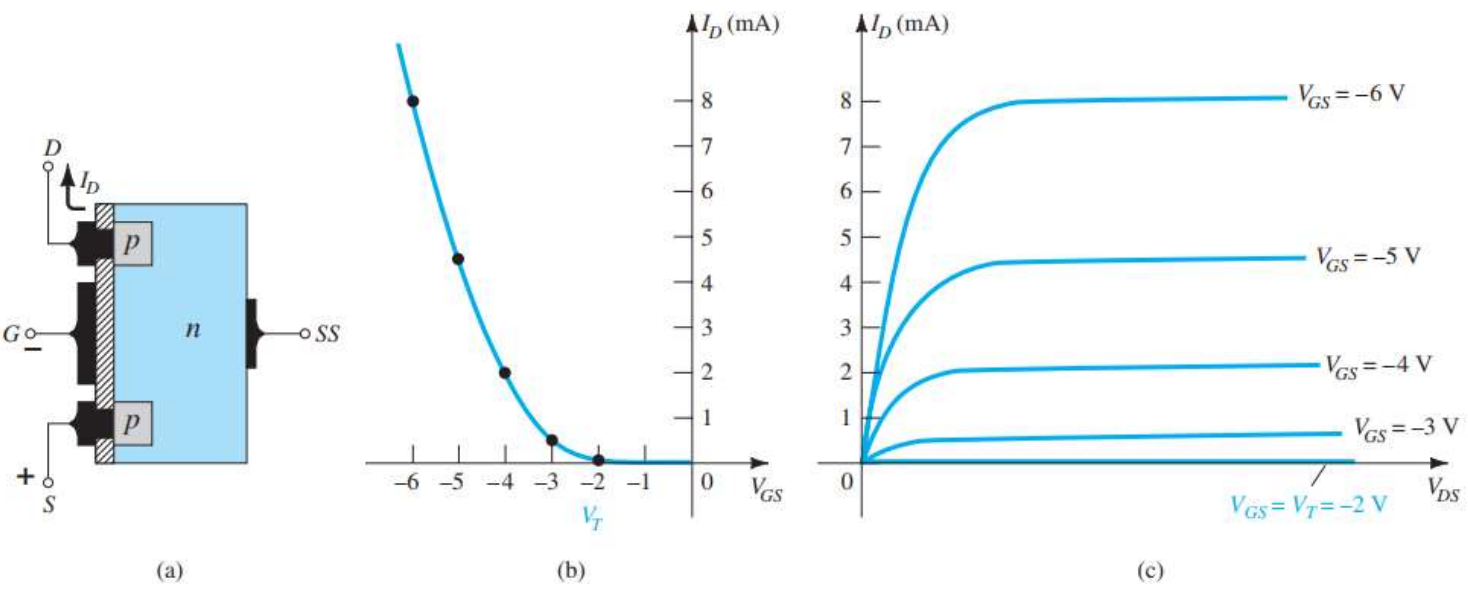 D
I_D
p
G
−
n
SS
p
+
S
(a)
I_D (mA)
8
7
6
5
4
3
2
1
–6 –5 –4 –3 –2 –1 0 V_GS
V_T
(b)
I_D (mA)
8
7
6
5
4
3
2
1
0
V_GS = –6 V
V_GS = –5 V
V_GS = –4 V
V_GS = –3 V
V_DS
V_GS = V_T = –2 V
(c)